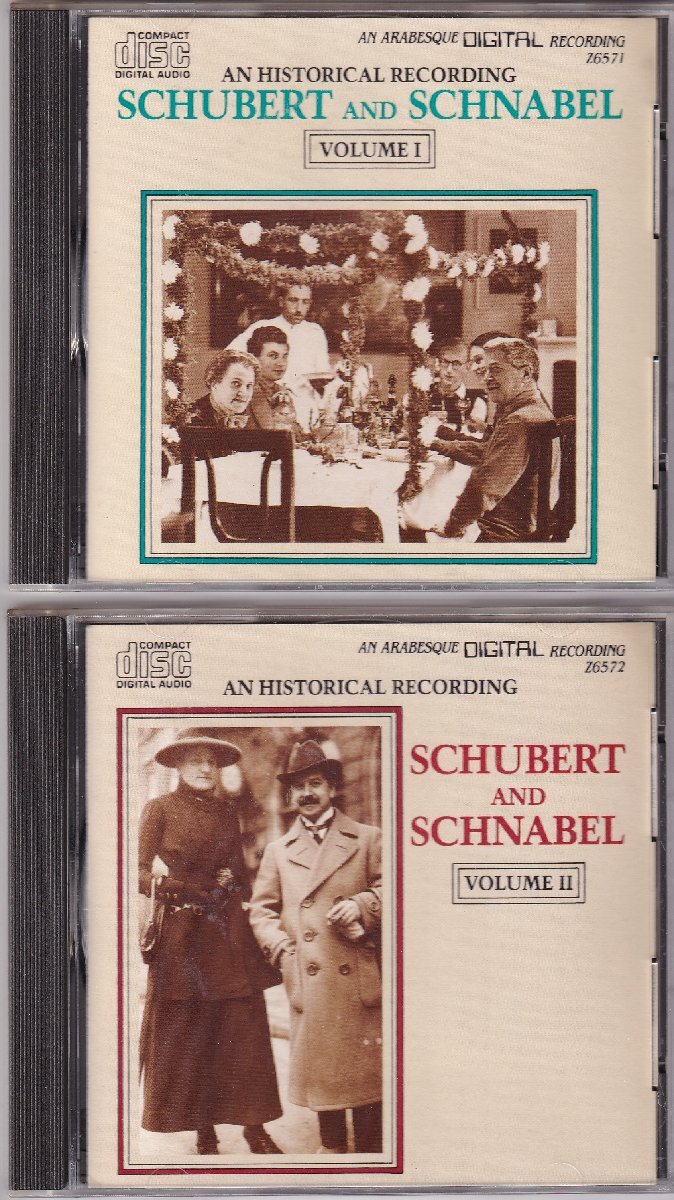 COMPACT
disc
DIGITAL AUDIO
AN ARABESQUE DIGITAL RECORDING
Z6571
AN HISTORICAL RECORDING
SCHUBERT AND SCHNABEL
VOLUME I
COMPACT
disc
DIGITAL AUDIO
AN ARABESQUE DIGITAL RECORDING
Z6572
AN HISTORICAL RECORDING
SCHUBERT
AND
SCHNABEL
VOLUME II